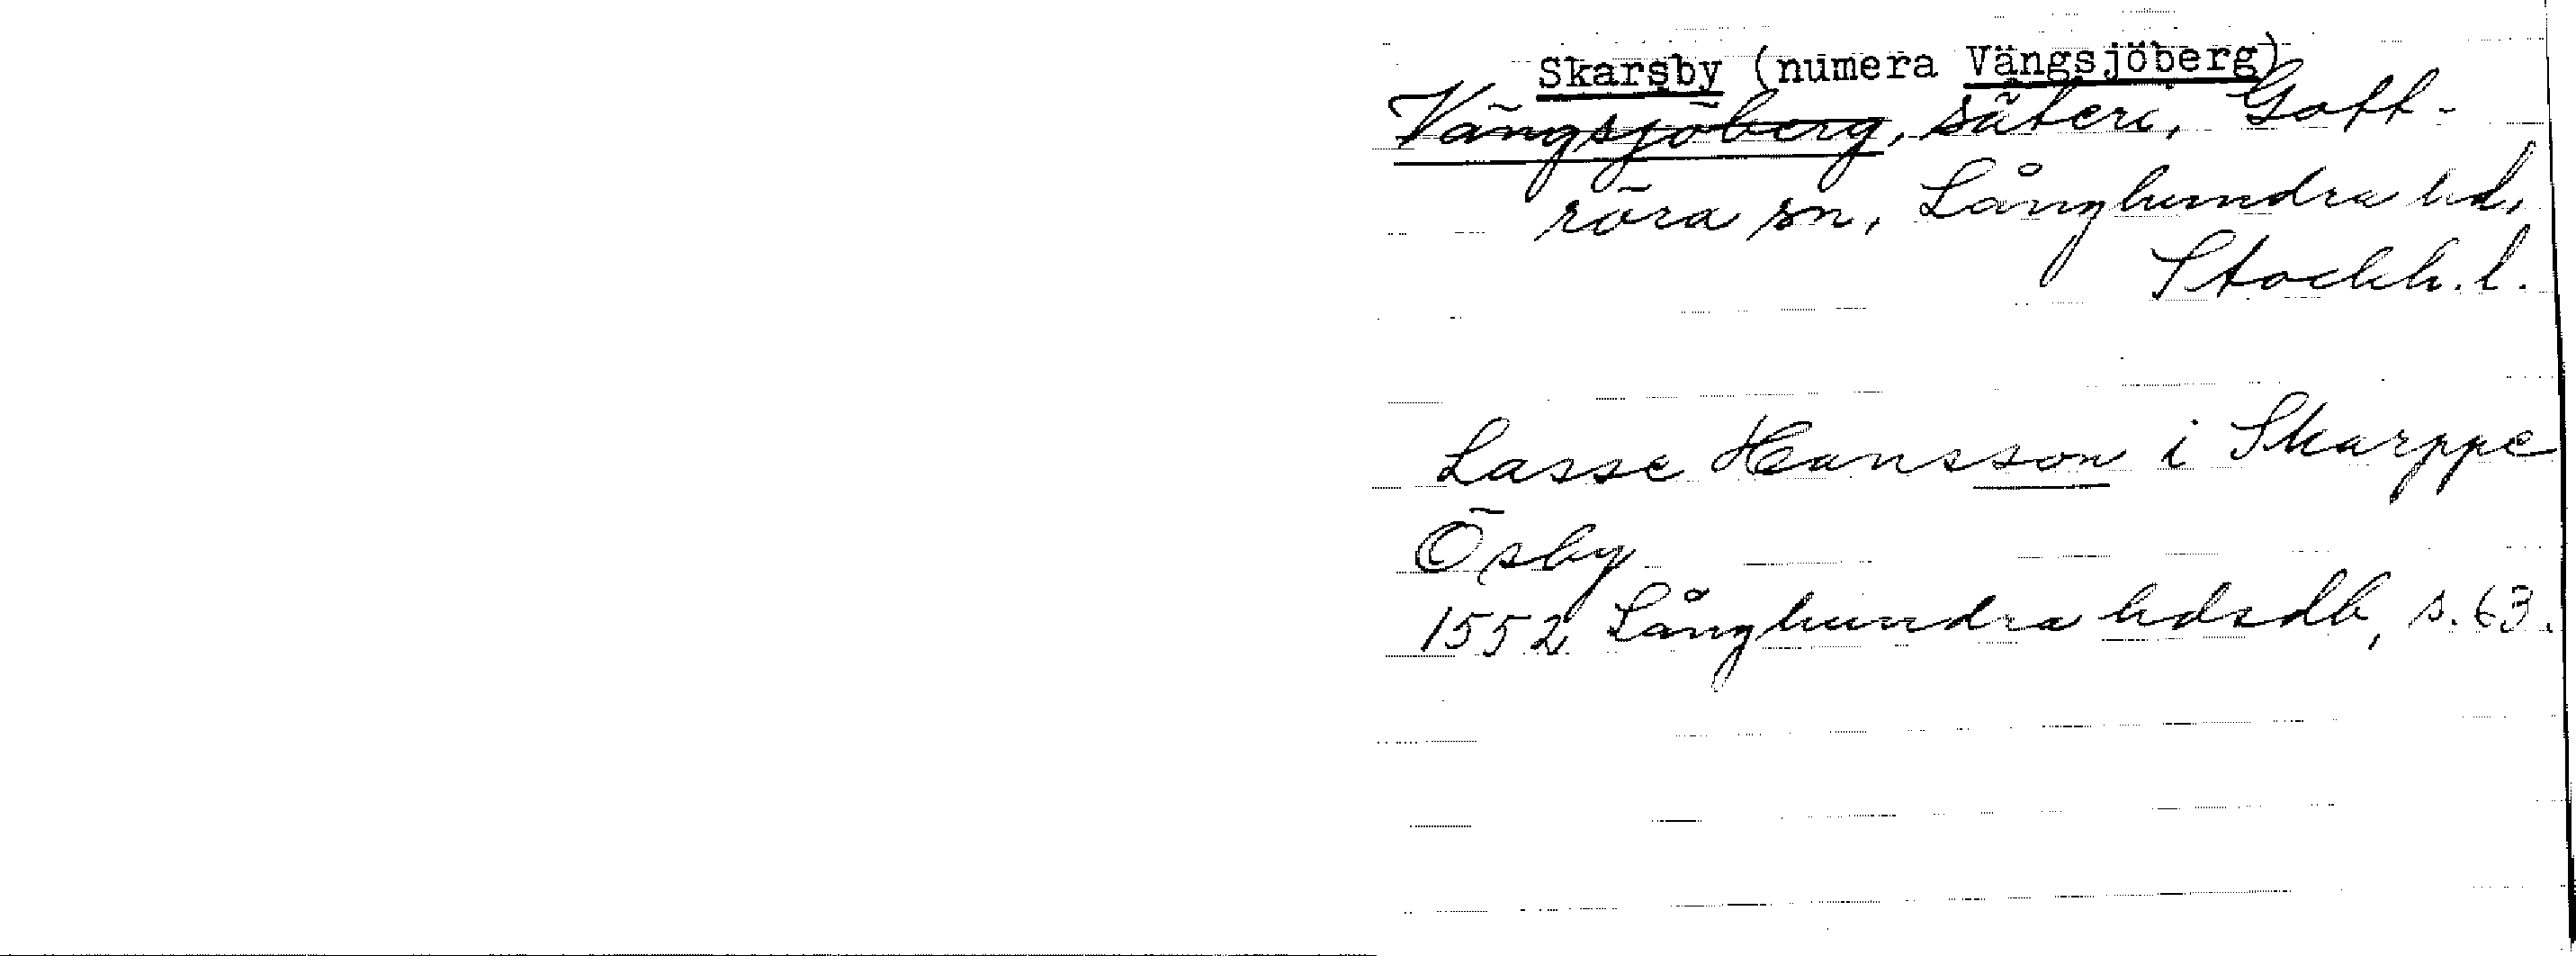 Skarsby (numera Vängsjöberg)
Vängsjöberg, säteri, Gott-
röra sn, Långhundra hd,
Stockh. l.
Lasse Hansson i Skarppe
Ösby
1552 Långhundra hdsdb, s. 63.